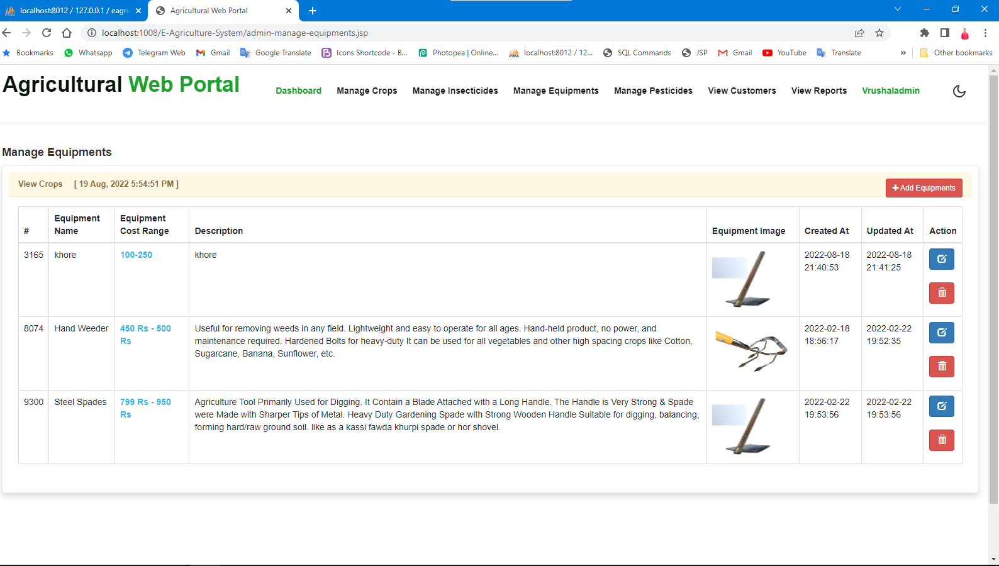 localhost:8012 / 127.0.0.1 / eagri
Agricultural Web Portal
localhost:1008/E-Agriculture-System/admin-manage-equipments.jsp
Bookmarks
Whatsapp
Telegram Web
Gmail
Google Translate
Icons Shortcode - B...
Photopea | Online...
localhost:8012 / 12...
SQL Commands
JSP
Gmail
YouTube
Translate
»
Other bookmarks
Agricultural Web Portal
Dashboard
Manage Crops
Manage Insecticides
Manage Equipments
Manage Pesticides
View Customers
View Reports
Vrushaladmin
Manage Equipments
View Crops [ 19 Aug, 2022 5:54:51 PM ]
Add Equipments
#
Equipment
Name
Equipment
Cost Range
Description
Equipment Image
Created At
Updated At
Action
3165
khore
100-250
khore
2022-08-18
21:40:53
2022-08-18
21:41:25
8074
Hand Weeder
450 Rs - 500
Rs
Useful for removing weeds in any field. Lightweight and easy to operate for all ages. Hand-held product, no power, and
maintenance required. Hardened Bolts for heavy-duty It can be used for all vegetables and other high spacing crops like Cotton,
Sugarcane, Banana, Sunflower, etc.
2022-02-18
18:56:17
2022-02-22
19:52:35
9300
Steel Spades
799 Rs - 950
Rs
Agriculture Tool Primarily Used for Digging. It Contain a Blade Attached with a Long Handle. The Handle is Very Strong & Spade
were Made with Sharper Tips of Metal. Heavy Duty Gardening Spade with Strong Wooden Handle Suitable for digging, balancing,
forming hard/raw ground soil. like as a kassi fawda khurpi spade or hor shovel.
2022-02-22
19:53:56
2022-02-22
19:53:56